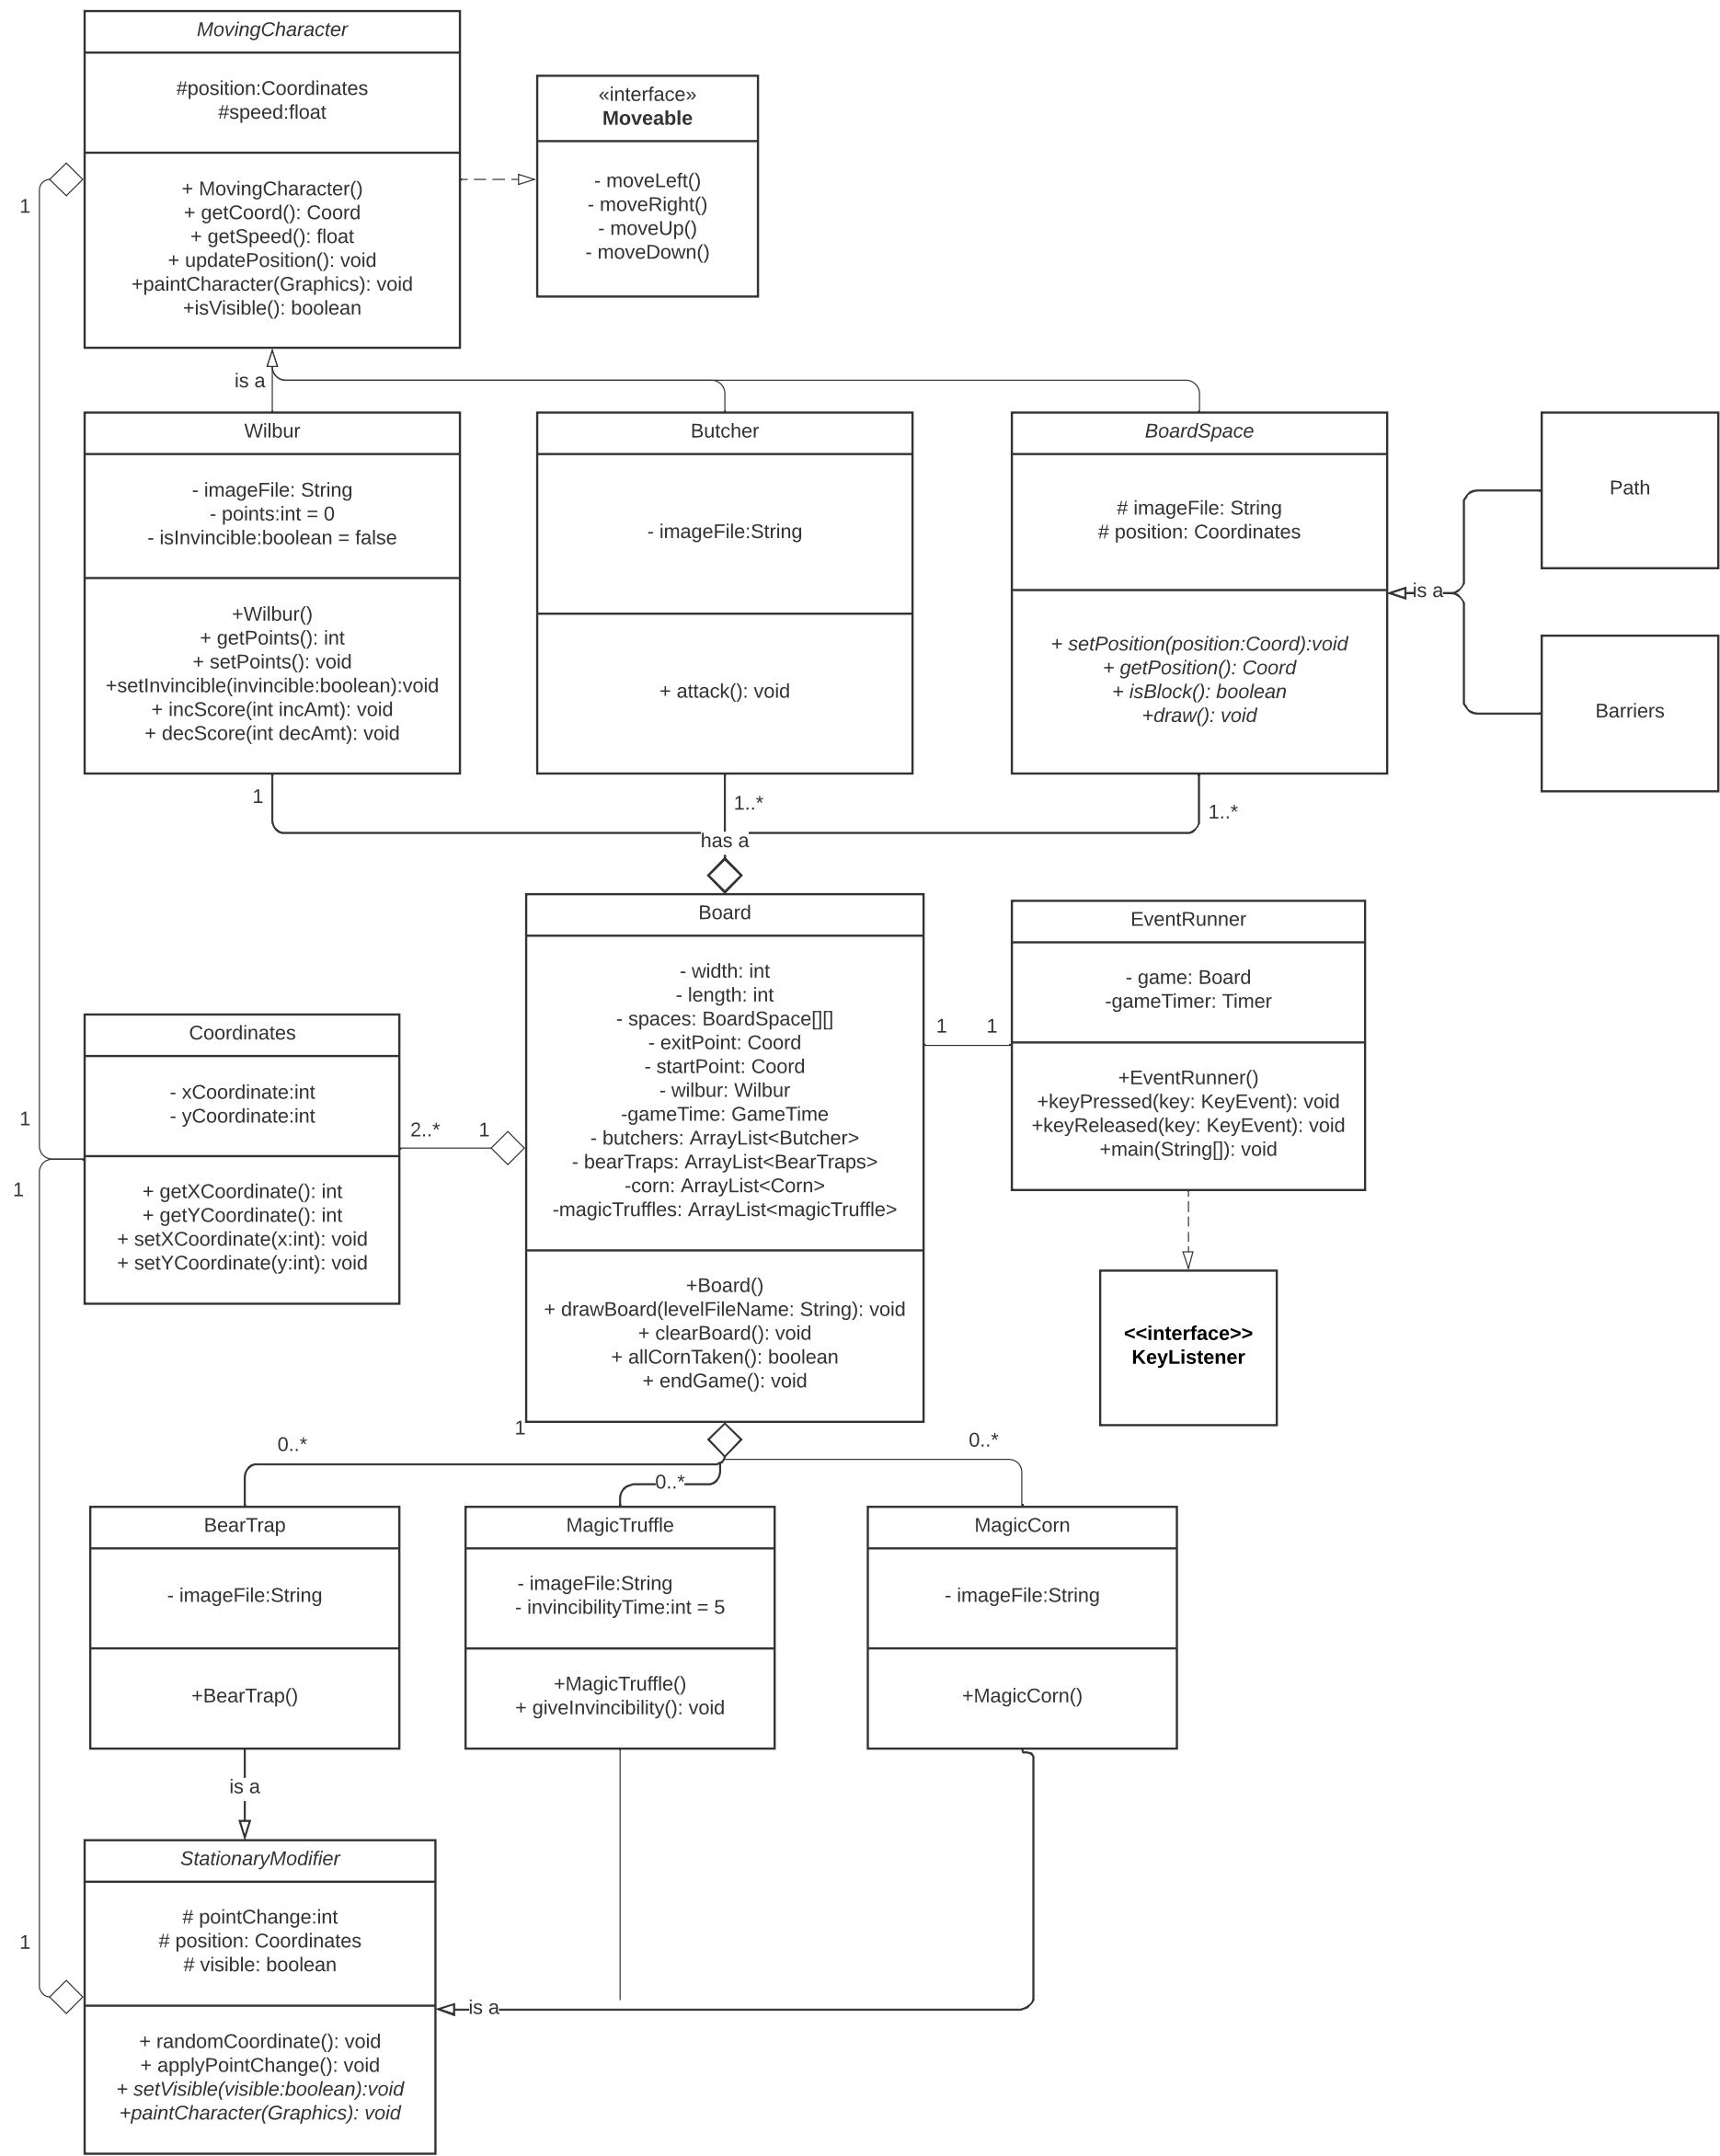 MovingCharacter
#position:Coordinates
#speed:float
+ MovingCharacter()
+ getCoord(): Coord
+ getSpeed(): float
+ updatePosition(): void
+paintCharacter(Graphics): void
+isVisible(): boolean
«interface»
Moveable
- moveLeft()
- moveRight()
- moveUp()
- moveDown()
1
is a
Wilbur
- imageFile: String
- points:int = 0
- isInvincible:boolean = false
+Wilbur()
+ getPoints(): int
+ setPoints(): void
+setInvincible(invincible:boolean):void
+ incScore(int incAmt): void
+ decScore(int decAmt): void
Butcher
- imageFile:String
+ attack(): void
BoardSpace
# imageFile: String
# position: Coordinates
+ setPosition(position:Coord):void
+ getPosition(): Coord
+ isBlock(): boolean
+draw(): void
is a
Path
Barriers
1
1..*
1..*
has a
Board
- width: int
- length: int
- spaces: BoardSpace[][]
- exitPoint: Coord
- startPoint: Coord
- wilbur: Wilbur
-gameTime: GameTime
- butchers: ArrayList<Butcher>
- bearTraps: ArrayList<BearTraps>
-corn: ArrayList<Corn>
-magicTruffles: ArrayList<magicTruffle>
+Board()
+ drawBoard(levelFileName: String): void
+ clearBoard(): void
+ allCornTaken(): boolean
+ endGame(): void
1 1
EventRunner
- game: Board
-gameTimer: Timer
+EventRunner()
+keyPressed(key: KeyEvent): void
+keyReleased(key: KeyEvent): void
+main(String[]): void
<<interface>>
KeyListener
Coordinates
- xCoordinate:int
- yCoordinate:int
+ getXCoordinate(): int
+ getYCoordinate(): int
+ setXCoordinate(x:int): void
+ setYCoordinate(y:int): void
2..* 1
1
1
1
0..*
0..*
0..*
BearTrap
- imageFile:String
+BearTrap()
MagicTruffle
- imageFile:String
- invincibilityTime:int = 5
+MagicTruffle()
+ giveInvincibility(): void
MagicCorn
- imageFile:String
+MagicCorn()
is a
StationaryModifier
# pointChange:int
# position: Coordinates
# visible: boolean
+ randomCoordinate(): void
+ applyPointChange(): void
+ setVisible(visible:boolean):void
+paintCharacter(Graphics): void
1
is a